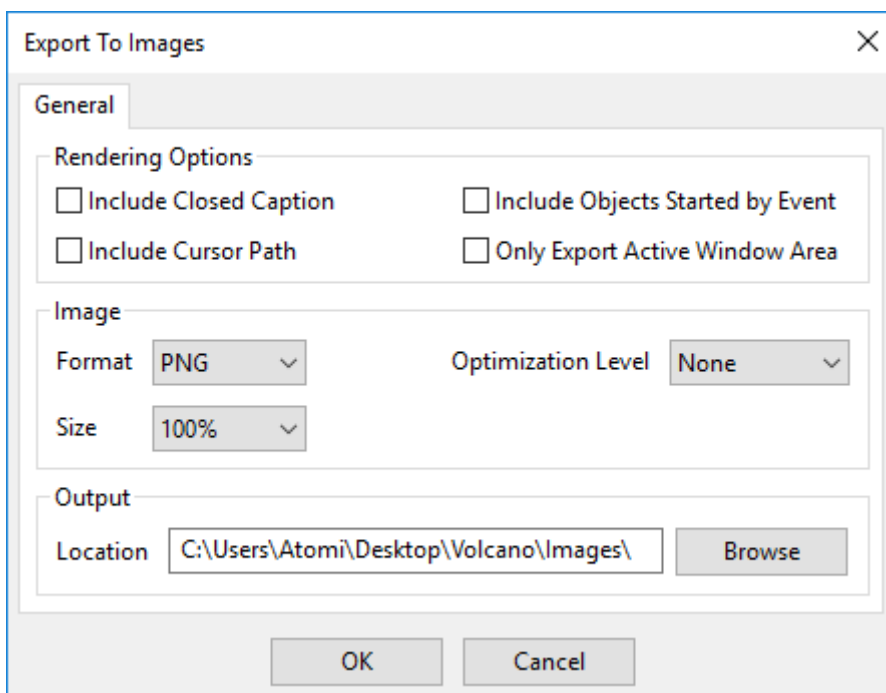 Export To Images
General
Rendering Options
Include Closed Caption
Include Objects Started by Event
Include Cursor Path
Only Export Active Window Area
Image
Format PNG
Optimization Level None
Size 100%
Output
Location C:\Users\Atomi\Desktop\Volcano\Images\ Browse
OK Cancel